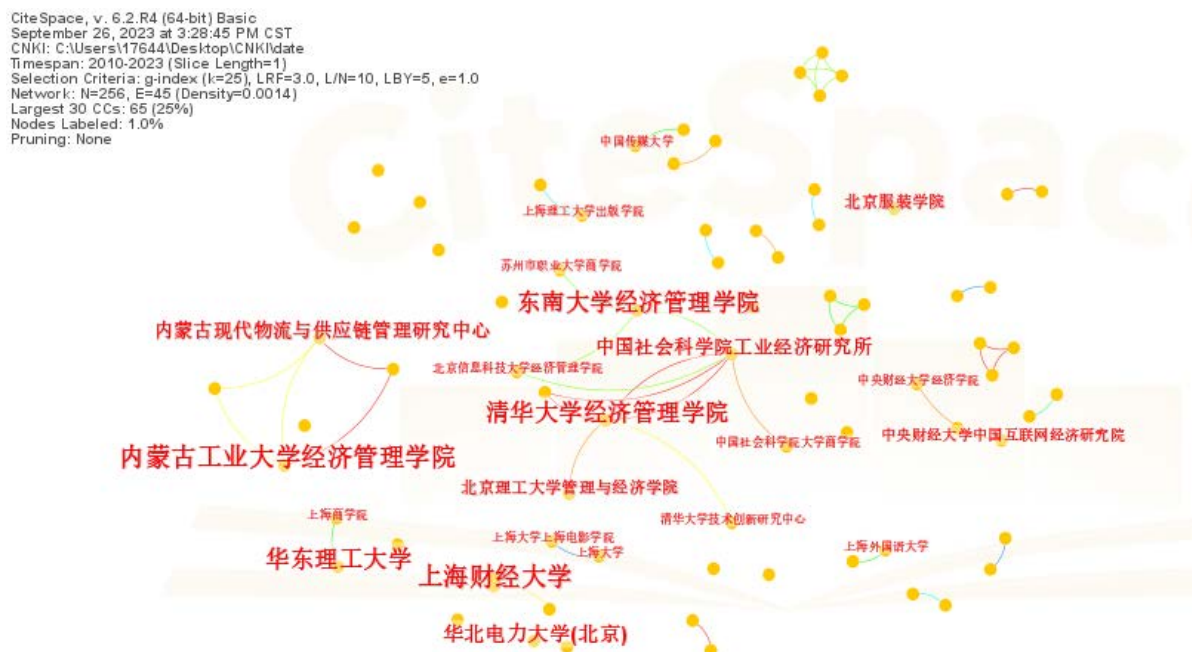 CiteSpace, v. 6.2.R4 (64-bit) Basic
September 26, 2023 at 3:28:45 PM CST
CNKI: C:\Users\17644\Desktop\CNKI\date
Timespan: 2010-2023 (Slice Length=1)
Selection Criteria: g-index (k=25), LRF=3.0, L/N=10, LBY=5, e=1.0
Network: N=256, E=45 (Density=0.0014)
Largest 30 CCs: 65 (25%)
Nodes Labeled: 1.0%
Pruning: None
CiteSpac
中国传媒大学
上海理工大学出版学院
北京服装学院
苏州市职业大学商学院
东南大学经济管理学院
内蒙古现代物流与供应链管理研究中心
中国社会科学院工业经济研究所
北京信息科技大学经济管理学院
中央财经大学经济学院
清华大学经济管理学院
中国社会科学院大学商学院
中央财经大学中国互联网经济研究院
内蒙古工业大学经济管理学院
北京理工大学管理与经济学院
上海商学院
清华大学技术创新研究中心
上海大学上海电影学院
上海大学
上海外国语大学
华东理工大学
上海财经大学
华北电力大学(北京)